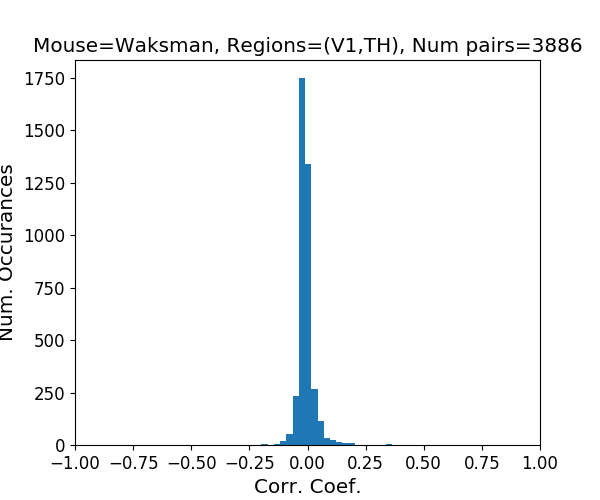 Mouse=Waksman, Regions=(V1,TH), Num pairs=3886
Num. Occurances
1750
1500
1250
1000
750
500
250
0
−1.00 −0.75 −0.50 −0.25 0.00 0.25 0.50 0.75 1.00
Corr. Coef.